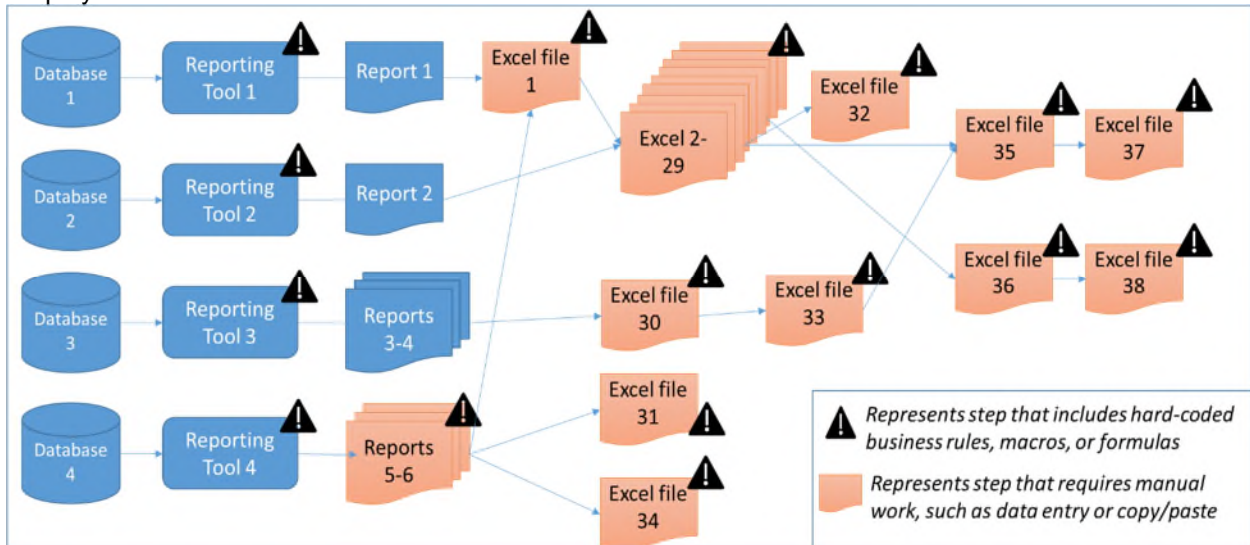 Database
1
Reporting
Tool 1
Report 1
Excel file
1
Excel 2-
29
Excel file
32
Excel file
35
Excel file
37
Database
2
Reporting
Tool 2
Report 2
Excel file
36
Excel file
38
Database
3
Reporting
Tool 3
Reports
3-4
Excel file
30
Excel file
33
Database
4
Reporting
Tool 4
Reports
5-6
Excel file
31
Excel file
34
Represents step that includes hard-coded
business rules, macros, or formulas
Represents step that requires manual
work, such as data entry or copy/paste